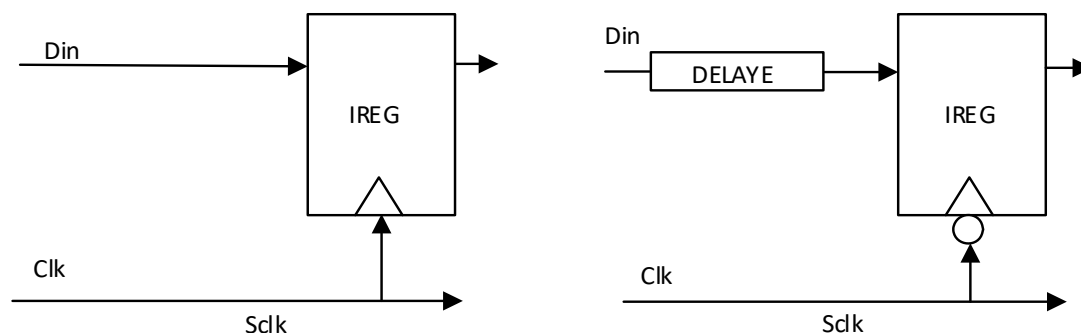 Din
IREG
Clk
Sclk
Din
DELAYE
IREG
Clk
Sclk